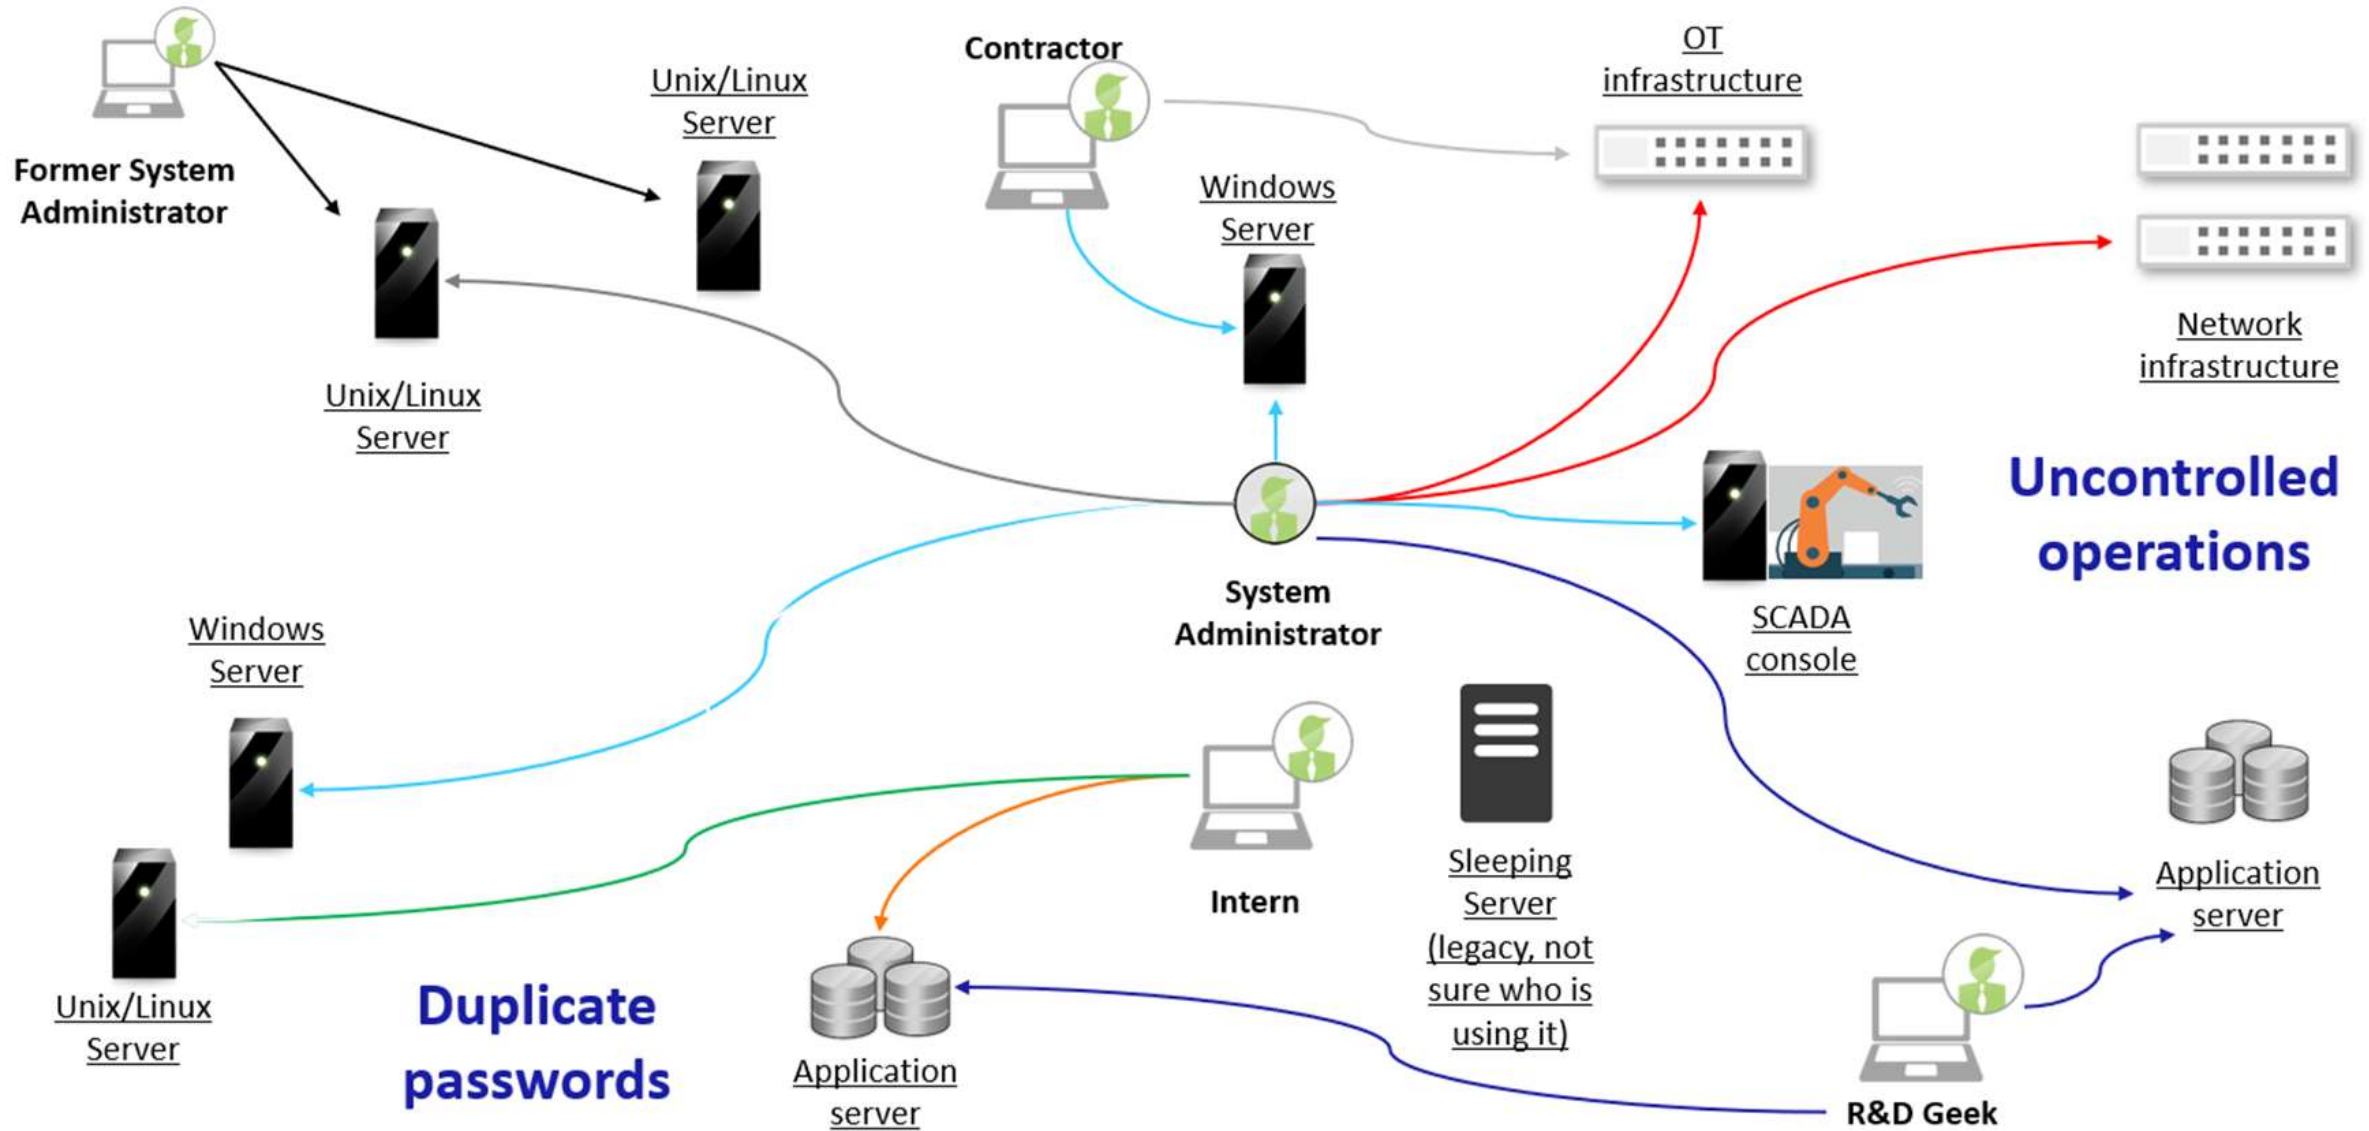 Contractor
OT
infrastructure
Unix/Linux
Server
Former System
Administrator
Windows
Server
Network
infrastructure
Unix/Linux
Server
Uncontrolled
operations
System
Administrator
SCADA
console
Windows
Server
Sleeping
Server
(legacy, not
sure who is
using it)
Intern
Application
server
Unix/Linux
Server
Duplicate
passwords
Application
server
R&D Geek